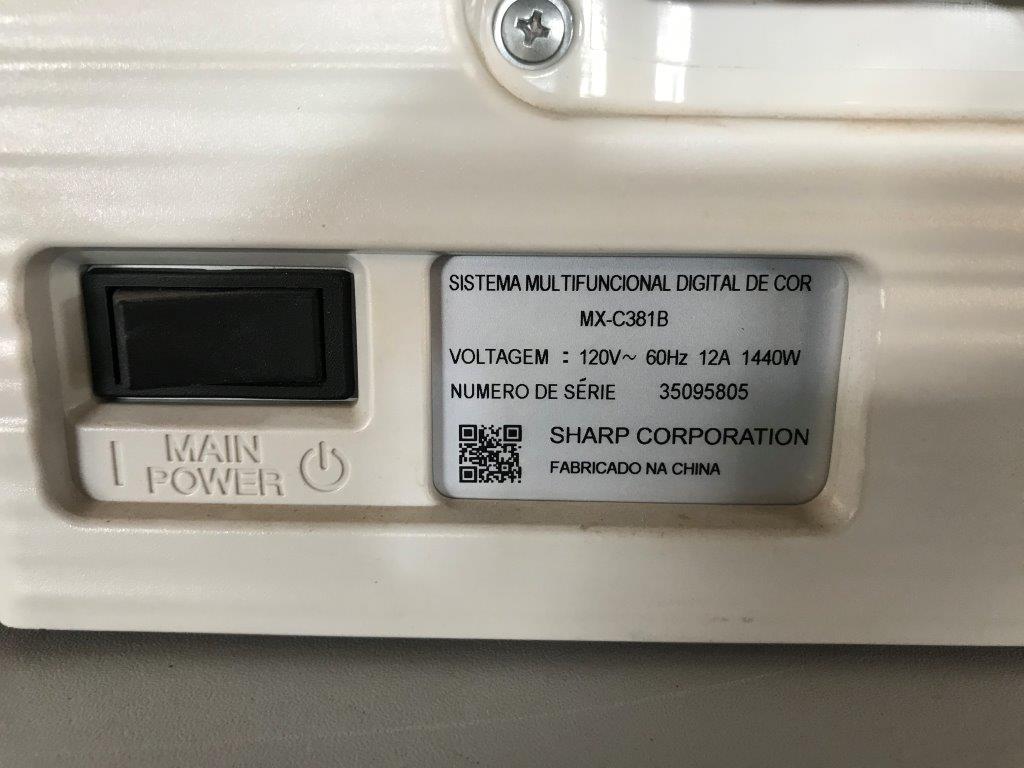 SISTEMA MULTIFUNCIONAL DIGITAL DE COR
MX-C381B
VOLTAGEM : 120V~ 60Hz 12A 1440W
NUMERO DE SÉRIE 35095805
SHARP CORPORATION
FABRICADO NA CHINA
MAIN
POWER